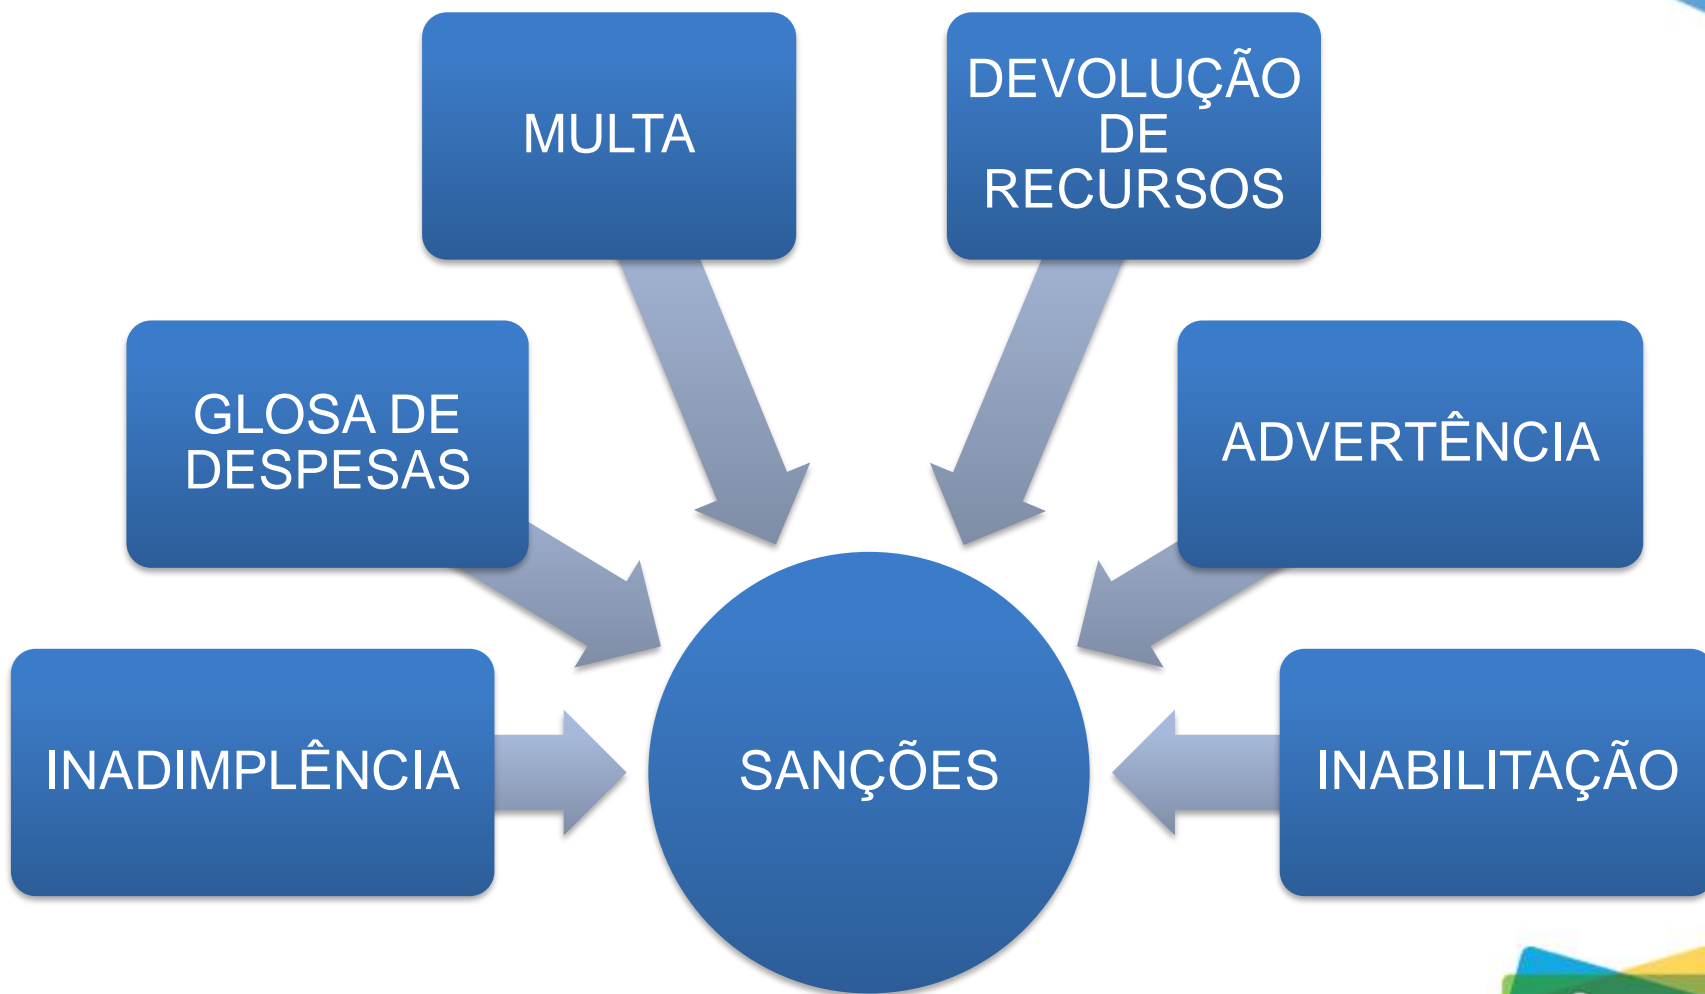 MULTA
DEVOLUÇÃO
DE
RECURSOS
GLOSA DE
DESPESAS
ADVERTÊNCIA
INADIMPLÊNCIA
SANÇÕES
INABILITAÇÃO